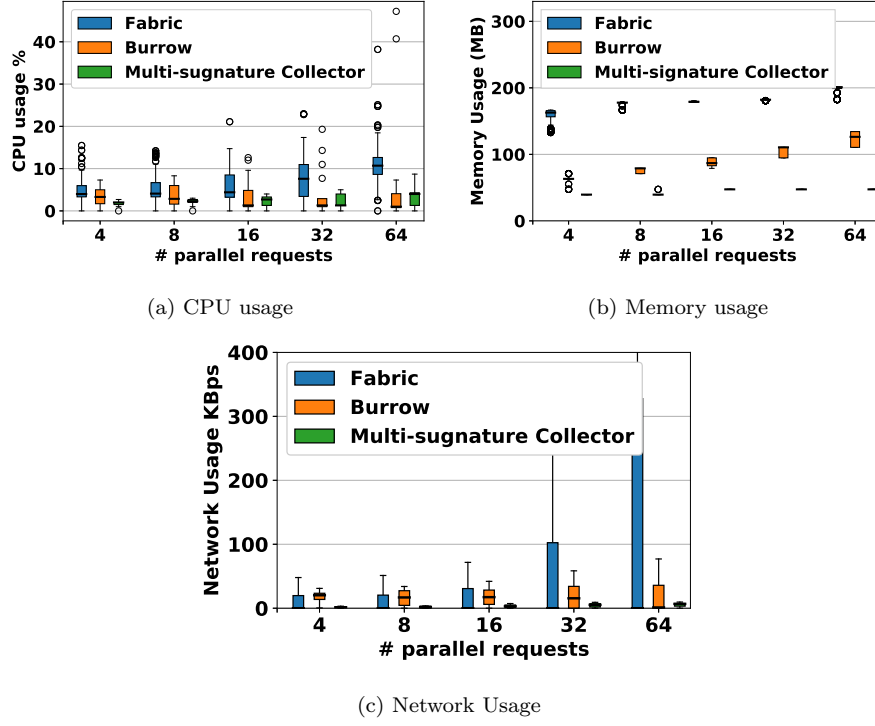 Fabric
Burrow
Multi-sugnature Collector
CPU usage %
40
30
20
10
0
4 8 16 32 64
# parallel requests
(a) CPU usage
Fabric
Burrow
Multi-signature Collector
Memory Usage (MB)
300
200
100
0
4 8 16 32 64
# parallel requests
(b) Memory usage
Fabric
Burrow
Multi-sugnature Collector
Network Usage KBps
400
300
200
100
0
4 8 16 32 64
# parallel requests
(c) Network Usage